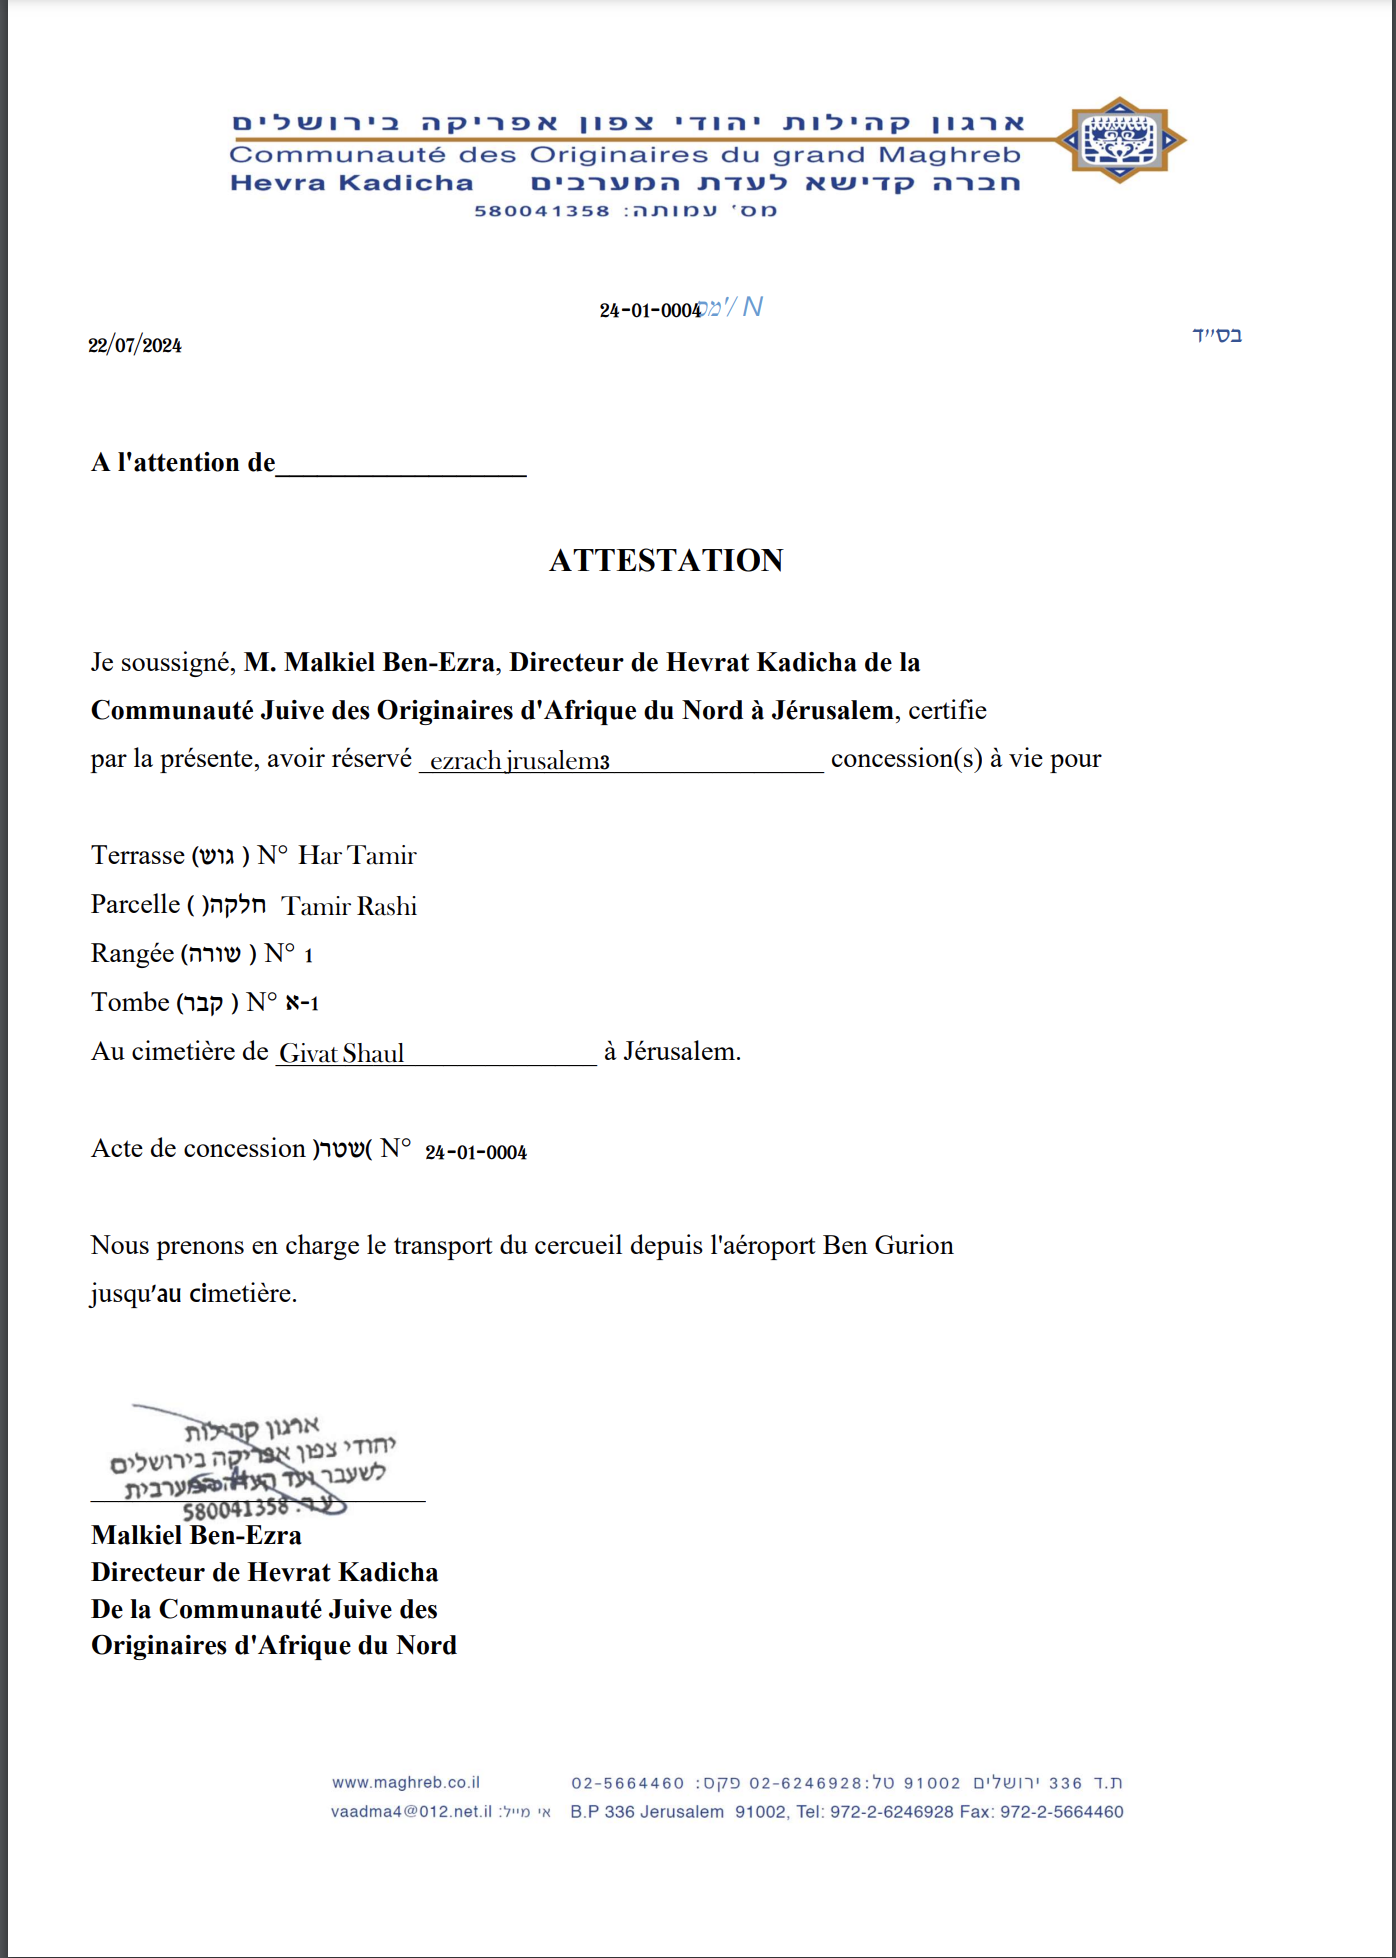 ארגון קהילות יהודי צפון אפריקה בירושלים
Communauté des Originaires du grand Maghreb
Hevra Kadicha חברה קדישא לעדת המערבים
מס' עמותה: 580041358
24-01-0004מס'/ N
בס״ד
22/07/2024
A l'attention de__________________
ATTESTATION
Je soussigné, M. Malkiel Ben-Ezra, Directeur de Hevrat Kadicha de la
Communauté Juive des Originaires d'Afrique du Nord à Jérusalem, certifie
par la présente, avoir réservé ezrach jrusalem3 concession(s) à vie pour
Terrasse (גוש ) N° Har Tamir
Parcelle ( )חלקה Tamir Rashi
Rangée (שורה ) N° 1
Tombe (קבר ) N° א-1
Au cimetière de Givat Shaul à Jérusalem.
Acte de concession )שטר( N° 24-01-0004
Nous prenons en charge le transport du cercueil depuis l'aéroport Ben Gurion
jusqu'au cimetière.
ארגון קהילות
יהודי צפון אפריקה בירושלים
לשעבר ועד העדה המערבית
ע.ר. 580041358
Malkiel Ben-Ezra
Directeur de Hevrat Kadicha
De la Communauté Juive des
Originaires d'Afrique du Nord
www.maghreb.co.il ת.ד 336 ירושלים 91002 טל:02-6246928 פקס: 02-5664460
vaadma4@012.net.il :אי מייל B.P 336 Jerusalem 91002, Tel: 972-2-6246928 Fax: 972-2-5664460